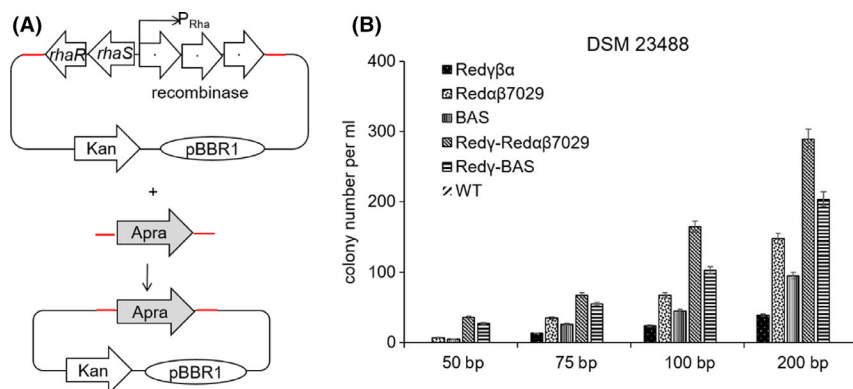 (A)
P Rha
rhaR rhaS . . .
recombinase
Kan pBBR1
+
Apra
Apra
Kan pBBR1
(B)
DSM 23488
colony number per ml
400
300
200
100
0
Redγβα
Redαβ7029
BAS
Redγ-Redαβ7029
Redγ-BAS
WT
50 bp 75 bp 100 bp 200 bp